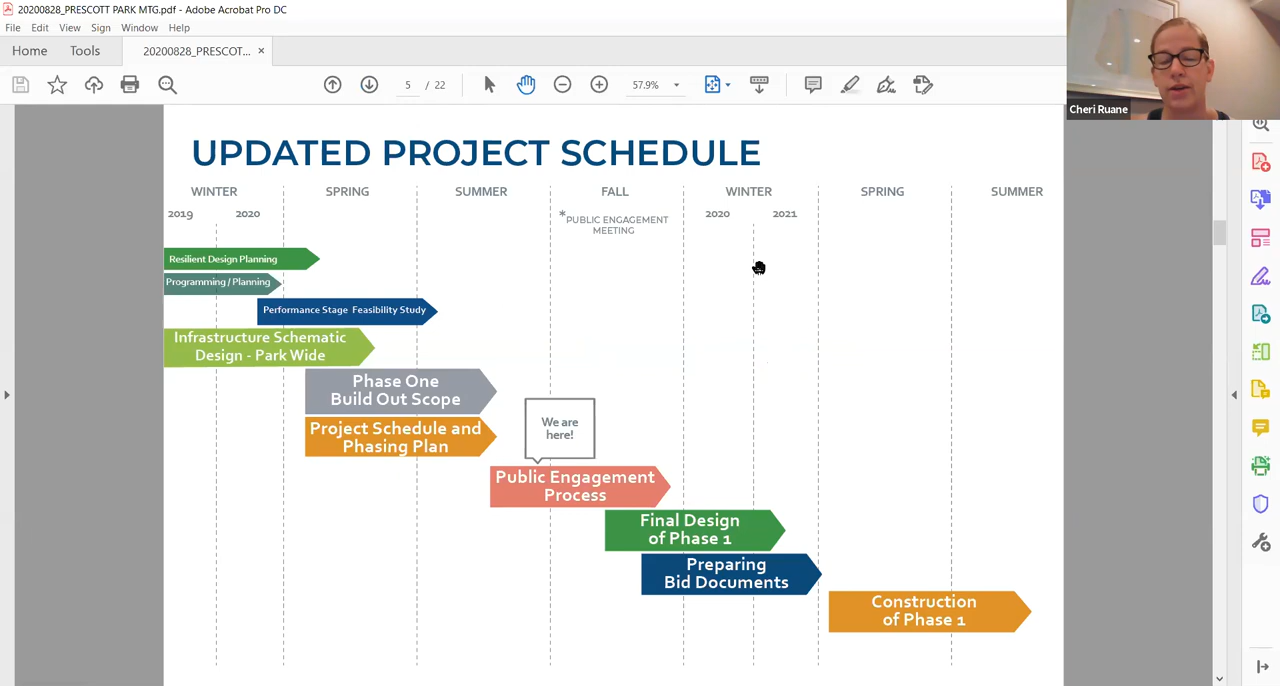 20200828_PRESCOTT PARK MTG.pdf - Adobe Acrobat Pro DC
File Edit View Sign Window Help
Home Tools 20200828_PRESCOT... ×
5 / 22 57.9%
Cheri Ruane
UPDATED PROJECT SCHEDULE
WINTER SPRING SUMMER FALL WINTER SPRING SUMMER
2019 2020 *PUBLIC ENGAGEMENT 2020 2021
MEETING
Resilient Design Planning
Programming / Planning
Performance Stage Feasibility Study
Infrastructure Schematic
Design - Park Wide
Phase One
Build Out Scope
We are
here!
Project Schedule and
Phasing Plan
Public Engagement
Process
Final Design
of Phase 1
Preparing
Bid Documents
Construction
of Phase 1